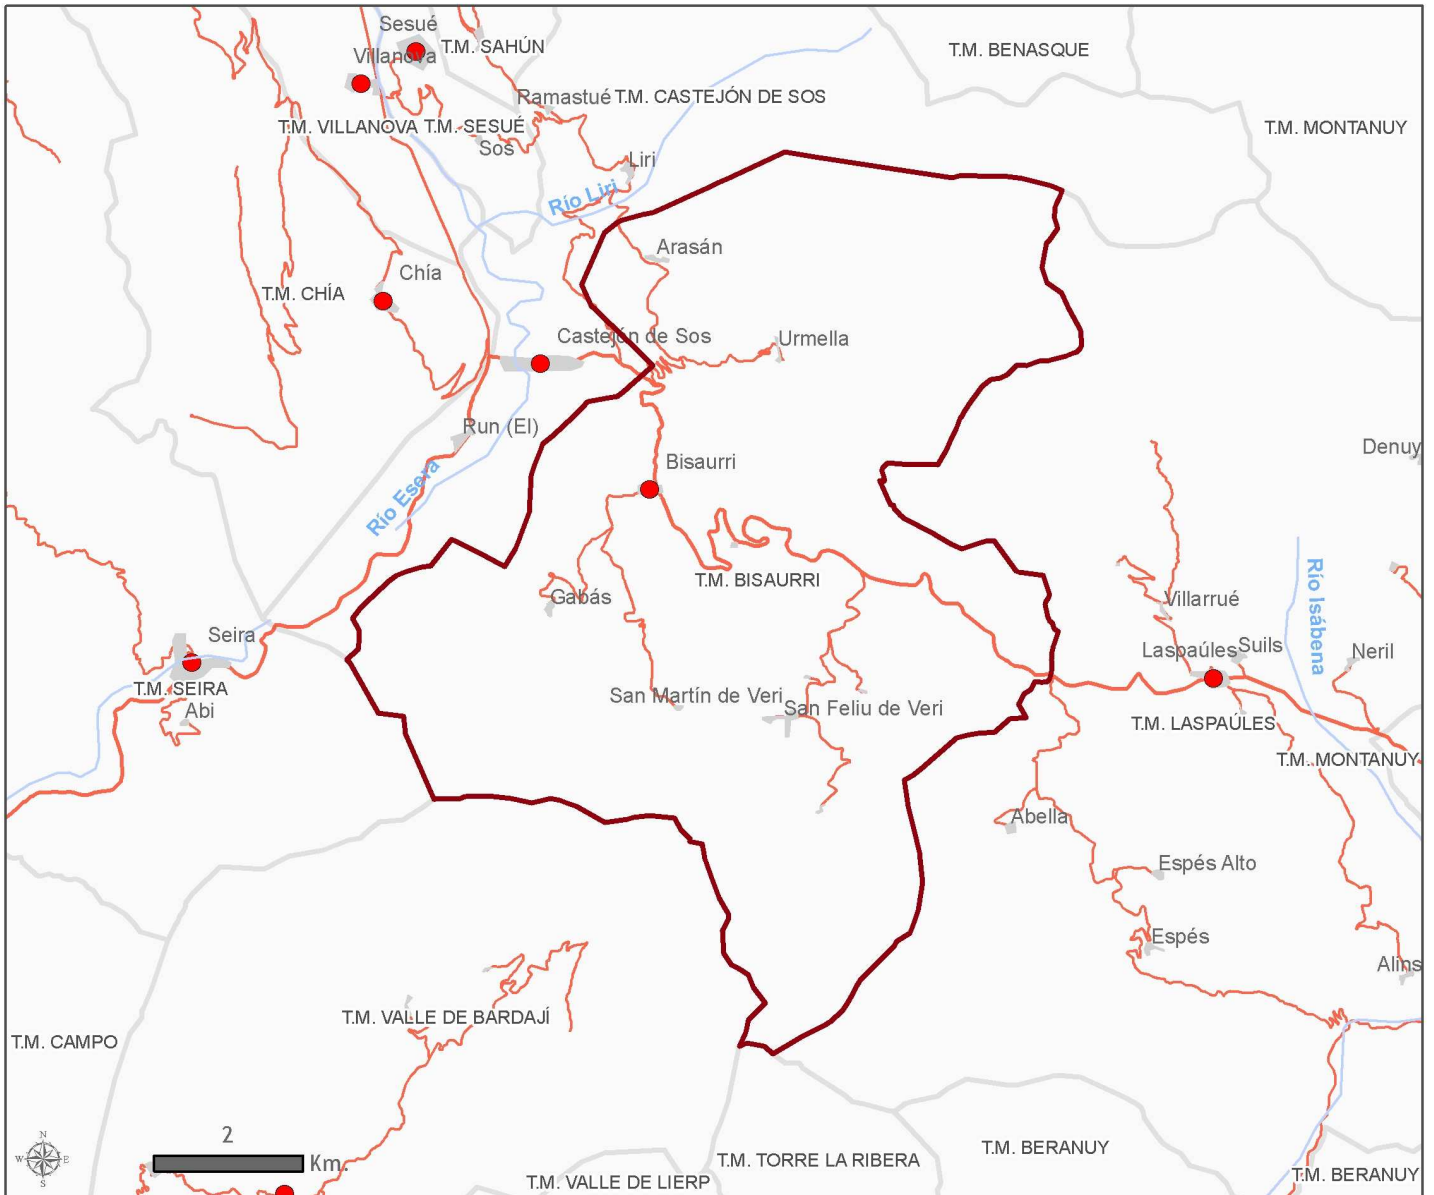 Sesué
T.M. SAHÚN
T.M. BENASQUE
Villanova
Ramastué
T.M. CASTEJÓN DE SOS
T.M. VILLANOVA
T.M. SESUÉ
T.M. MONTANUY
Sos
Liri
Río Liri
Arasán
Chía
T.M. CHÍA
Castejón de Sos
Urmella
Run (El)
Denuy
Bisaurri
Río Esera
T.M. BISAURRI
Río Isábena
Gabás
Villarrué
Seira
Laspaúles
Suils
Neril
T.M. SEIRA
San Martín de Veri
San Feliu de Veri
Abi
T.M. LASPAÚLES
T.M. MONTANUY
Abella
Espés Alto
Espés
Alins
T.M. VALLE DE BARDAJÍ
T.M. CAMPO
2
Km.
N
W
E
S
T.M. BERANUY
T.M. TORRE LA RIBERA
T.M. BERANUY
T.M. VALLE DE LIERP